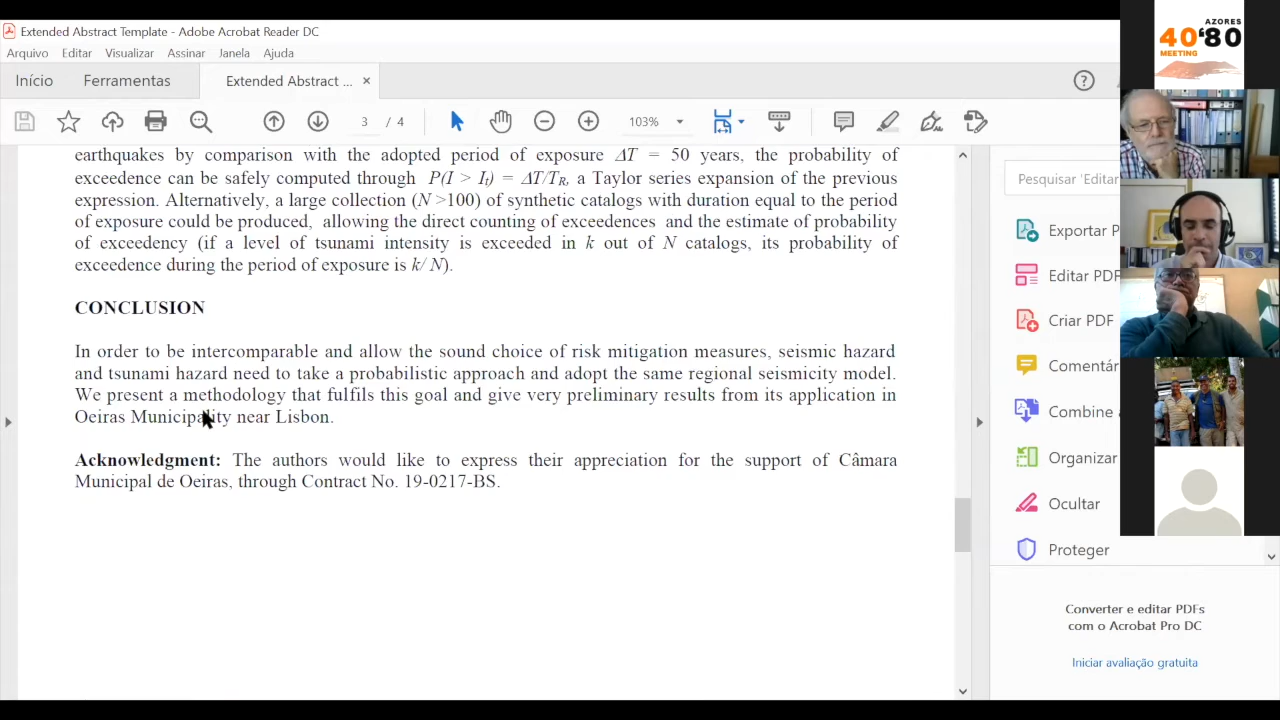 Extended Abstract Template - Adobe Acrobat Reader DC
Arquivo Editar Visualizar Assinar Janela Ajuda
Início Ferramentas Extended Abstract ... ×
3 / 4 103%
earthquakes by comparison with the adopted period of exposure ΔT = 50 years, the probability of
exceedence can be safely computed through P(I > It) = ΔT/TR, a Taylor series expansion of the previous
expression. Alternatively, a large collection (N >100) of synthetic catalogs with duration equal to the period
of exposure could be produced, allowing the direct counting of exceedences and the estimate of probability
of exceedency (if a level of tsunami intensity is exceeded in k out of N catalogs, its probability of
exceedence during the period of exposure is k/ N).
CONCLUSION
In order to be intercomparable and allow the sound choice of risk mitigation measures, seismic hazard
and tsunami hazard need to take a probabilistic approach and adopt the same regional seismicity model.
We present a methodology that fulfils this goal and give very preliminary results from its application in
Oeiras Municipality near Lisbon.
Acknowledgment: The authors would like to express their appreciation for the support of Câmara
Municipal de Oeiras, through Contract No. 19-0217-BS.
Pesquisar 'Editar
Exportar P
Editar PDF
Criar PDF
Comentár
Combine
Organizar
Ocultar
Proteger
Converter e editar PDFs
com o Acrobat Pro DC
Iniciar avaliação gratuita
AZORES
40'80
MEETING